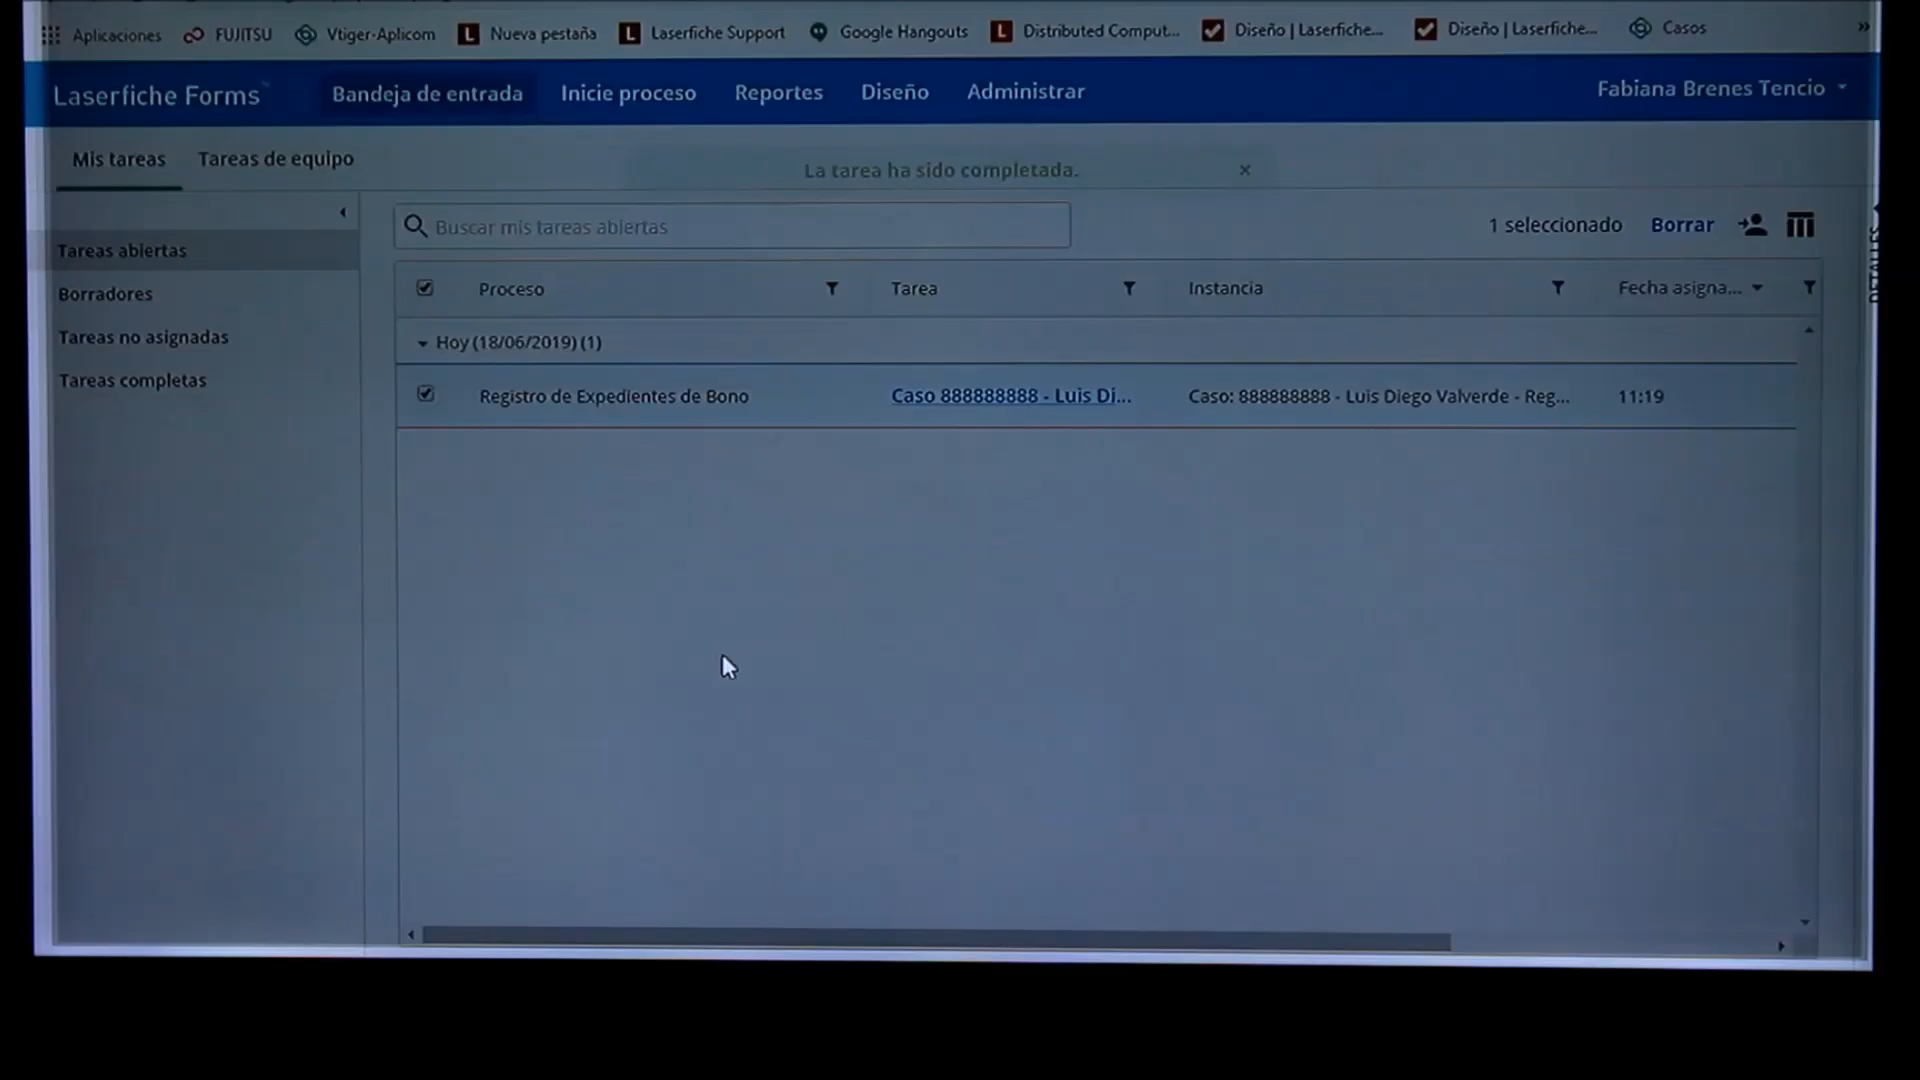 Aplicaciones FUJITSU Vtiger-Aplicom Nueva pestaña Laserfiche Support Google Hangouts Distributed Comput... Diseño | Laserfiche... Diseño | Laserfiche... Casos »
Laserfiche Forms Bandeja de entrada Inicie proceso Reportes Diseño Administrar Fabiana Brenes Tencio
Mis tareas Tareas de equipo
La tarea ha sido completada. ×
Buscar mis tareas abiertas 1 seleccionado Borrar
DETALLES
Tareas abiertas
Borradores
Tareas no asignadas
Tareas completas
Proceso Tarea Instancia Fecha asigna...
Hoy (18/06/2019) (1)
Registro de Expedientes de Bono Caso 888888888 - Luis Di... Caso: 888888888 - Luis Diego Valverde - Reg... 11:19